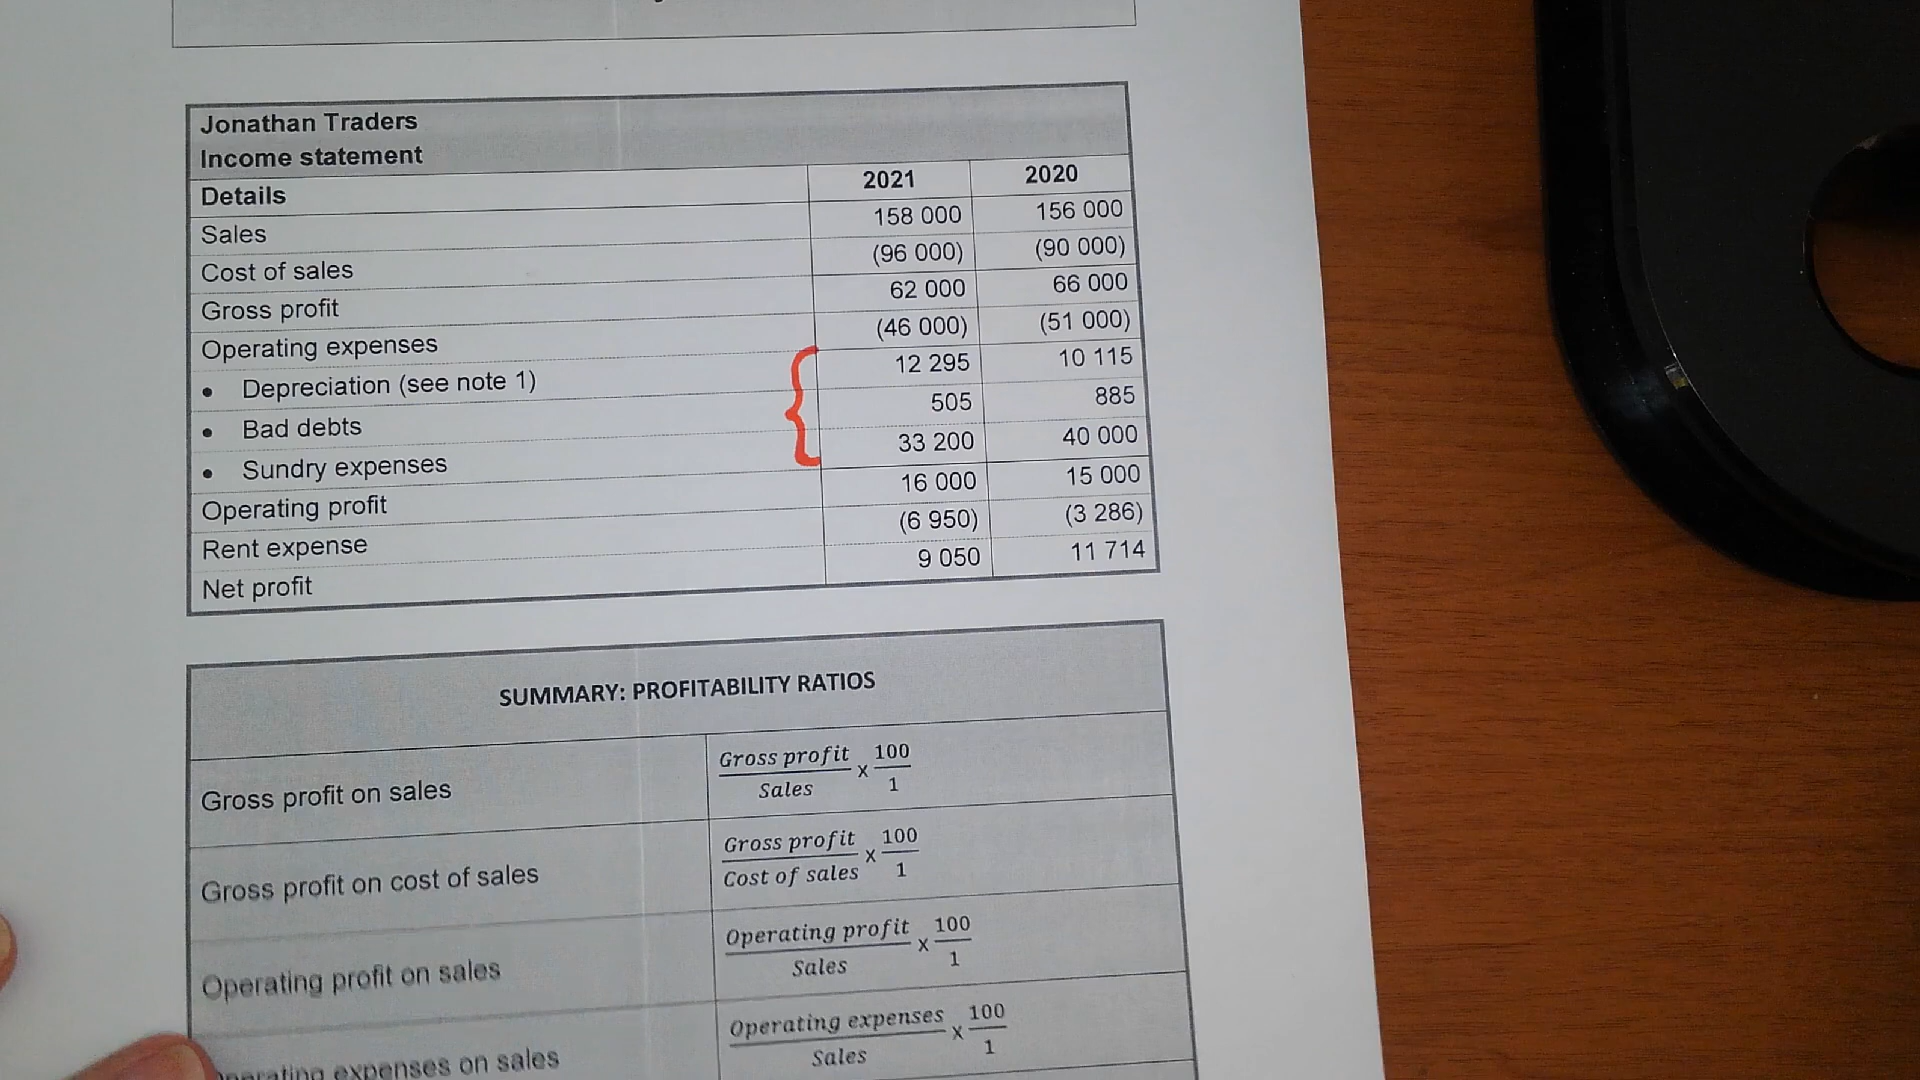 Jonathan Traders
Income statement
Details 2021 2020
Sales 158 000 156 000
Cost of sales (96 000) (90 000)
Gross profit 62 000 66 000
Operating expenses (46 000) (51 000)
• Depreciation (see note 1) 12 295 10 115
• Bad debts 505 885
• Sundry expenses 33 200 40 000
Operating profit 16 000 15 000
Rent expense (6 950) (3 286)
Net profit 9 050 11 714
SUMMARY: PROFITABILITY RATIOS
Gross profit on sales Gross profit / Sales x 100 / 1
Gross profit on cost of sales Gross profit / Cost of sales x 100 / 1
Operating profit on sales Operating profit / Sales x 100 / 1
Operating expenses on sales Operating expenses / Sales x 100 / 1